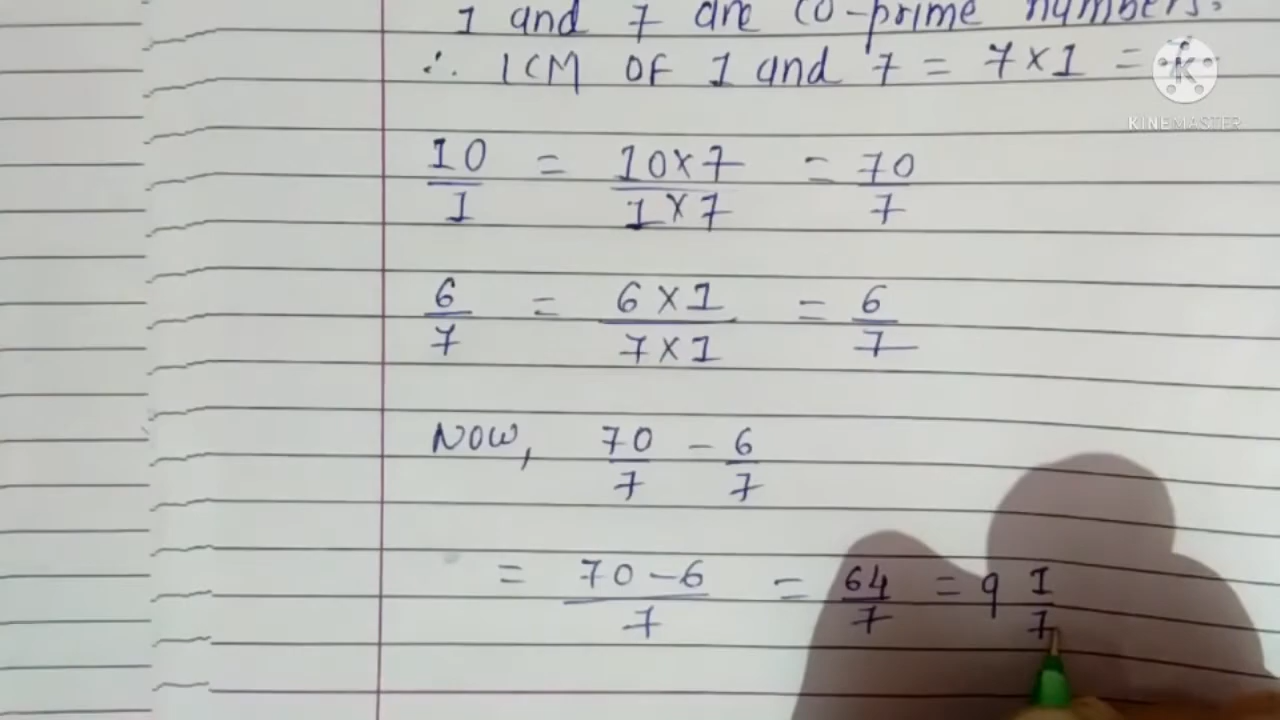 1 and 7 are co-prime numbers.
∴ LCM OF 1 and 7 = 7×1 = 7
K
KINEMASTER
10/1 = 10×7/1×7 = 70/7
6/7 = 6×1/7×1 = 6/7
NOW, 70/7 - 6/7
= 70-6/7 = 64/7 = 9 1/7